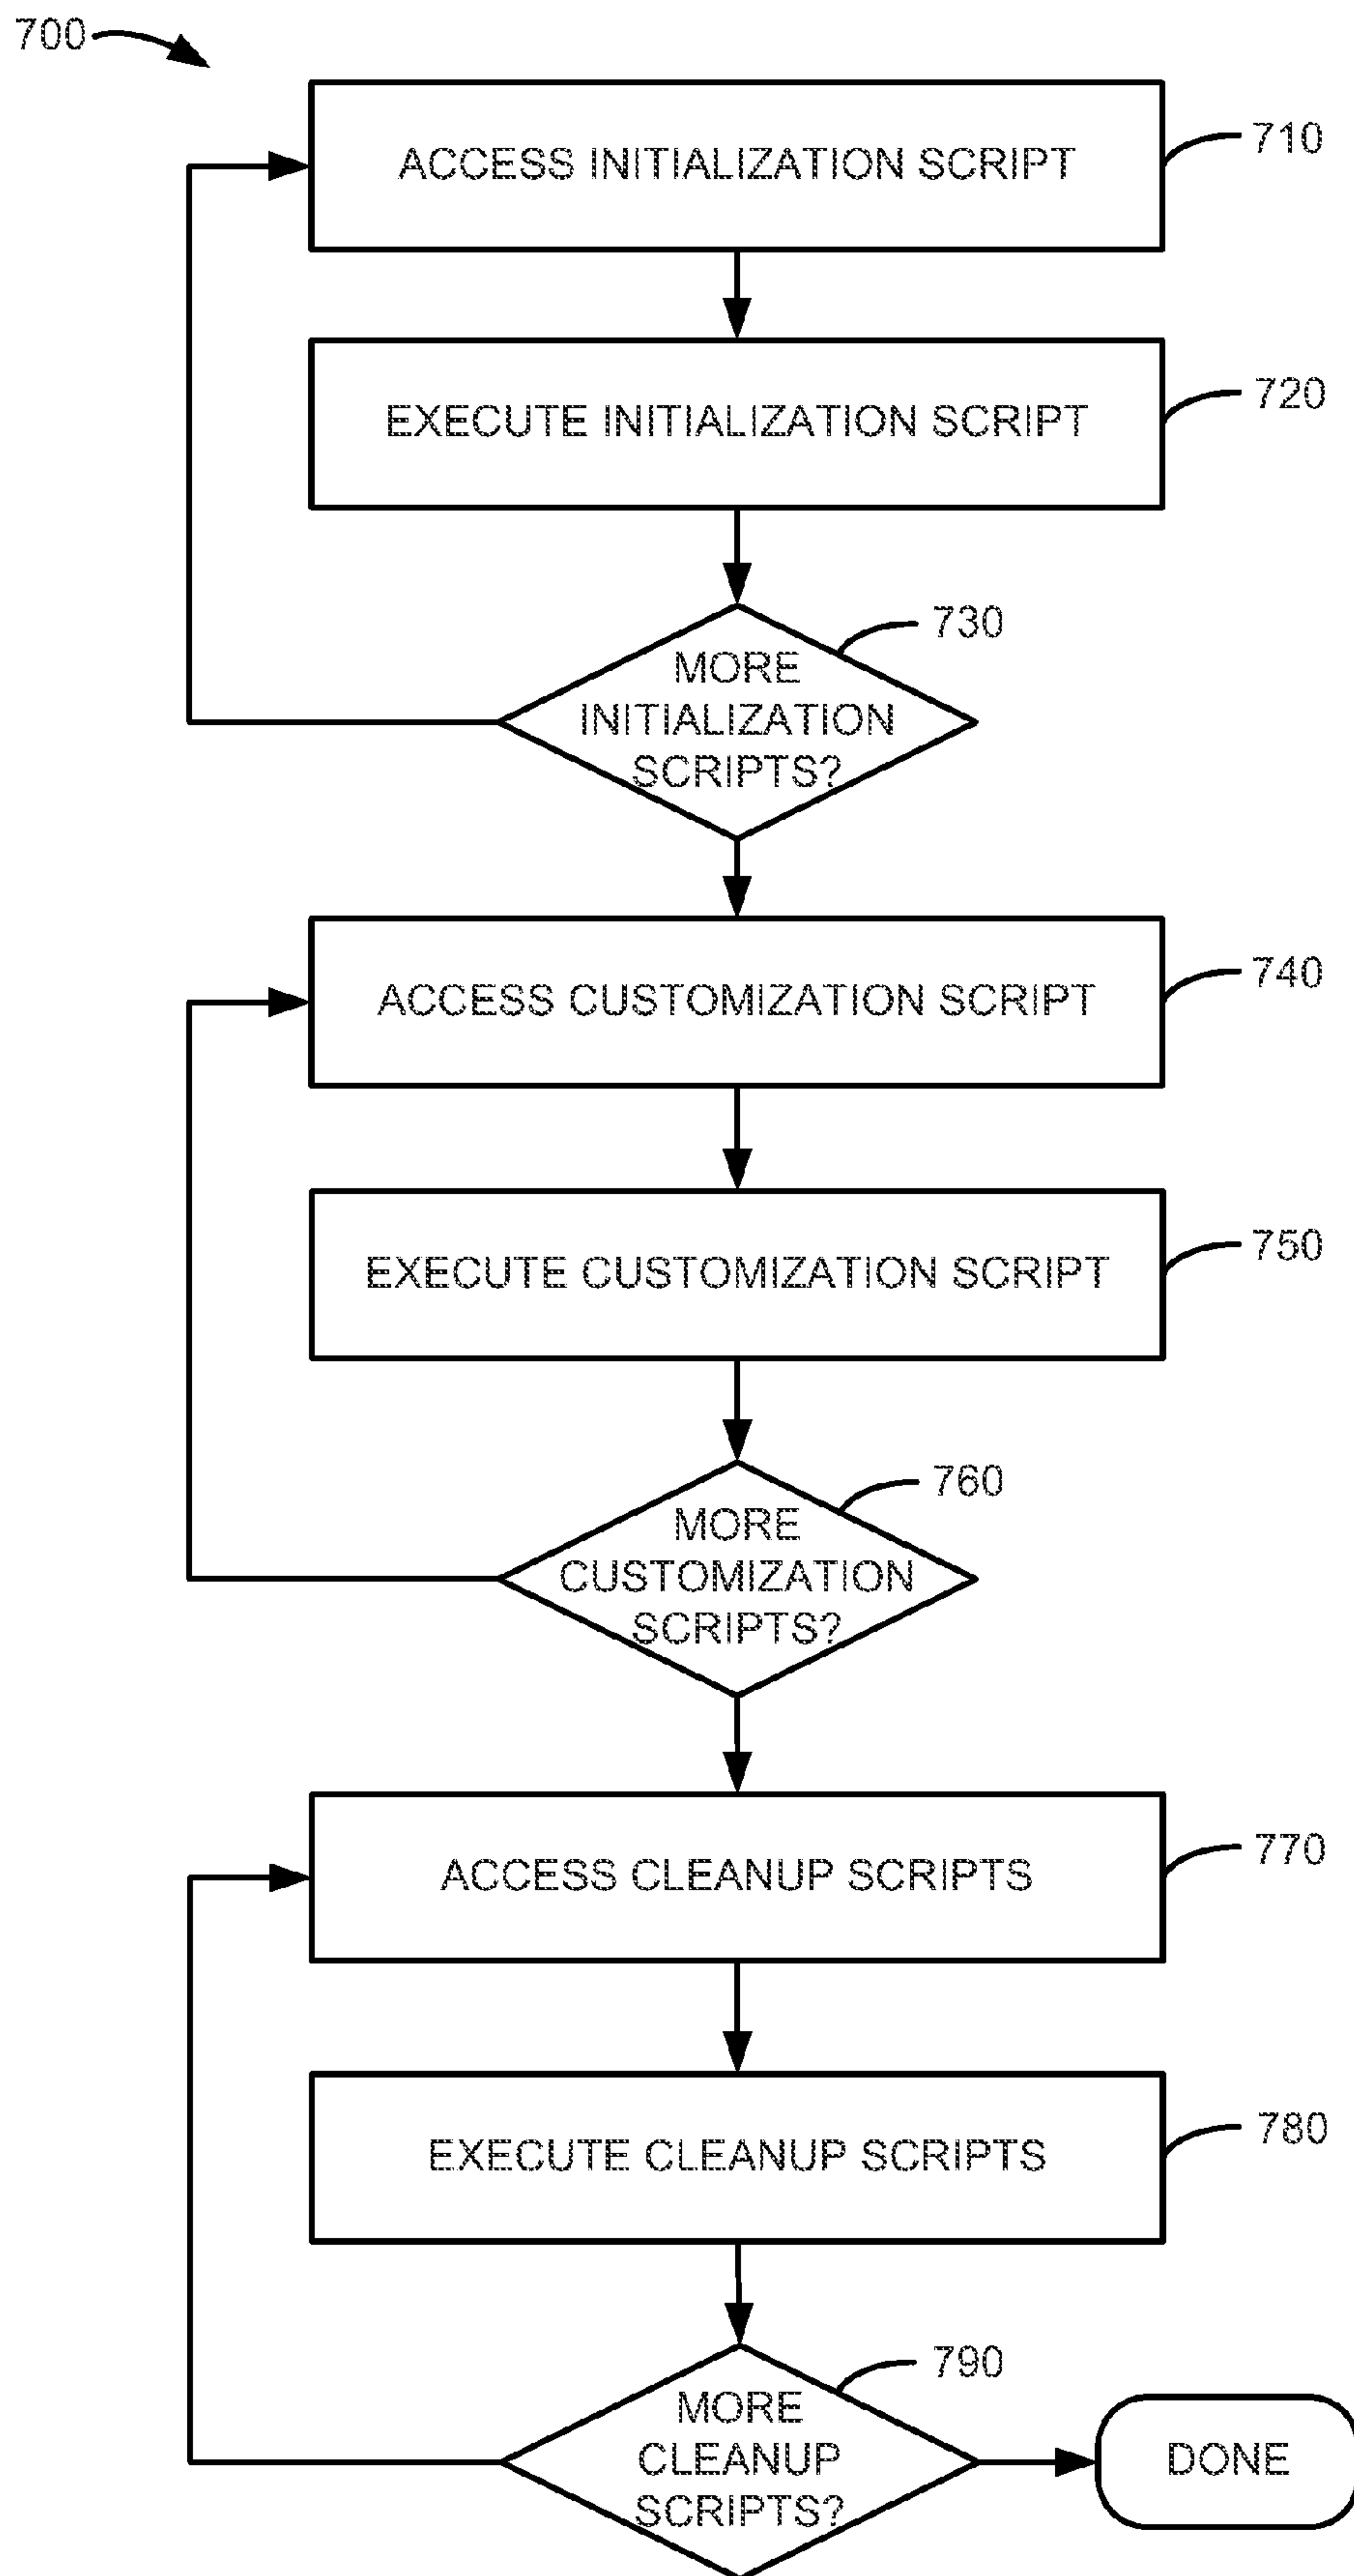 700
ACCESS INITIALIZATION SCRIPT
710
EXECUTE INITIALIZATION SCRIPT
720
730
MORE
INITIALIZATION
SCRIPTS?
ACCESS CUSTOMIZATION SCRIPT
740
EXECUTE CUSTOMIZATION SCRIPT
750
760
MORE
CUSTOMIZATION
SCRIPTS?
ACCESS CLEANUP SCRIPTS
770
EXECUTE CLEANUP SCRIPTS
780
790
MORE
CLEANUP
SCRIPTS?
DONE